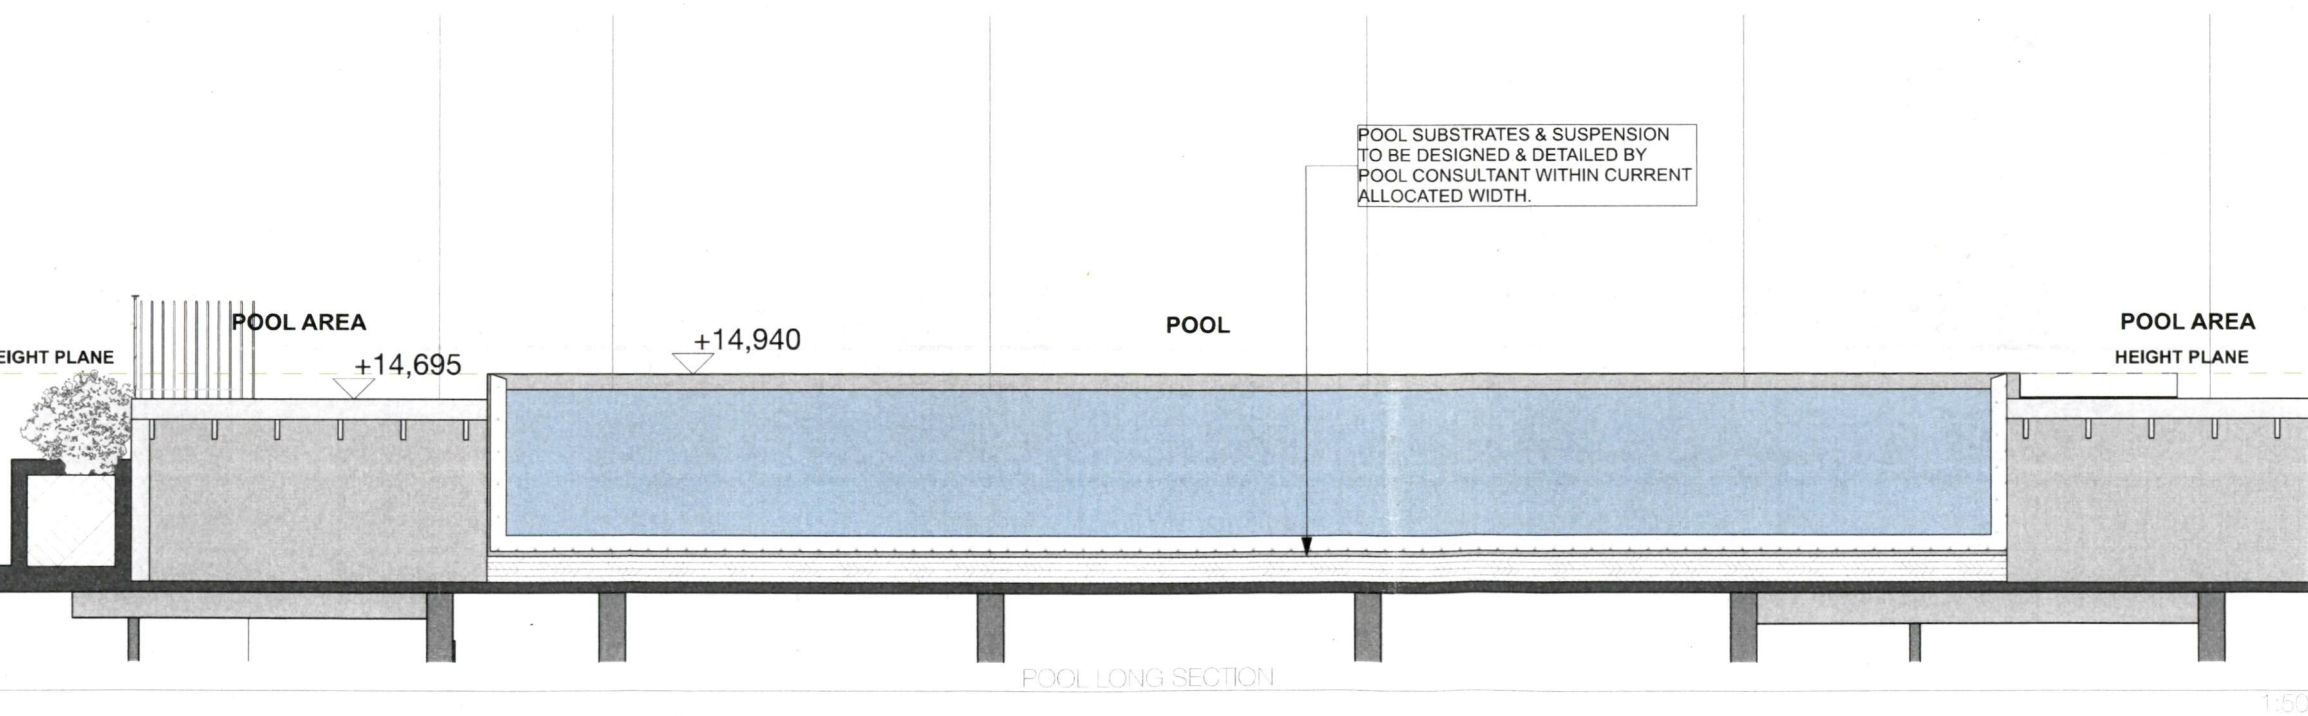 POOL SUBSTRATES & SUSPENSION
TO BE DESIGNED & DETAILED BY
POOL CONSULTANT WITHIN CURRENT
ALLOCATED WIDTH.
POOL AREA
POOL
POOL AREA
+14,940
EIGHT PLANE
+14,695
HEIGHT PLANE
POOL LONG SECTION
1:50